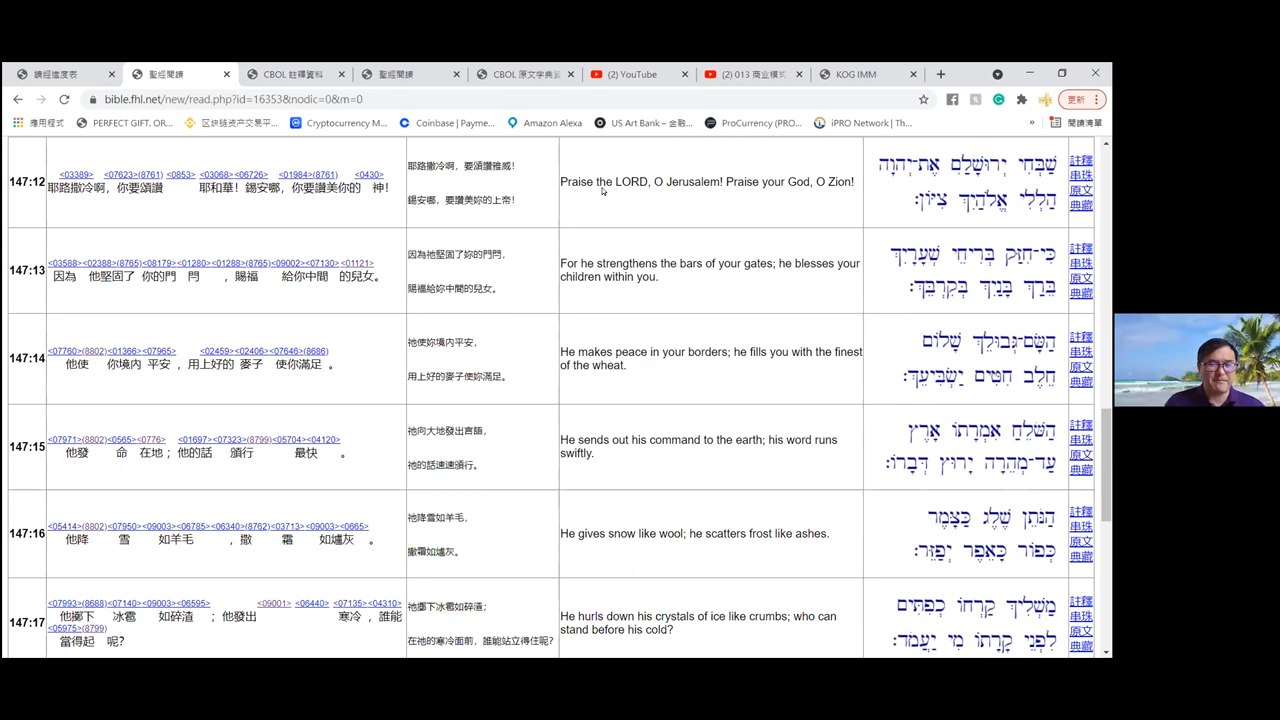 讀經進度表
聖經閱讀
CBOL 註釋資料
聖經閱讀
CBOL 原文字典資
(2) YouTube
(2) 013 商业模式
KOG IMM
bible.fhl.net/new/read.php?id=16353&nodic=0&m=0
更新
應用程式
PERFECT GIFT. OR...
区块链资产交易平...
Cryptocurrency M...
Coinbase | Payme...
Amazon Alexa
US Art Bank – 金融...
ProCurrency (PRO...
iPRO Network | Th...
»
閱讀清單
147:12
<03389> <07623>(8761) <0853> <03068><06726> <01984>(8761) <0430>
耶路撒冷啊，你要頌讚 耶和華！錫安哪，你要讚美你的 神！
耶路撒冷啊，要頌讚雅威！
錫安哪，要讚美妳的上帝！
Praise the LORD, O Jerusalem! Praise your God, O Zion!
שַׁבְּחִי יְרוּשָׁלַ͏ִם אֶת־יְהוָה
הַלְלִי אֱלֹהַיִךְ צִיּוֹן׃
註釋
串珠
原文
典藏
147:13
<03588><02388>(8765)<08179><01280><01288>(8765)<09002><07130><01121>
因為 他堅固了 你的門 門 ，賜福 給你中間 的兒女。
因為祂堅固了妳的門閂，
賜福給妳中間的兒女。
For he strengthens the bars of your gates; he blesses your
children within you.
כִּי־חִזַּק בְּרִיחֵי שְׁעָרָיִךְ
בֵּרַךְ בָּנַיִךְ בְּקִרְבֵּךְ׃
註釋
串珠
原文
典藏
147:14
<07760>(8802)<01366><07965> <02459><02406><07646>(8686)
他使 你境內 平安 ，用上好的 麥子 使你滿足 。
祂使妳境內平安，
用上好的麥子使妳滿足。
He makes peace in your borders; he fills you with the finest
of the wheat.
הַשָּׂם־גְּבוּלֵךְ שָׁלוֹם
חֵלֶב חִטִּים יַשְׂבִּיעֵךְ׃
註釋
串珠
原文
典藏
147:15
<07971>(8802)<0565> <0776> <01697><07323>(8799)<05704><04120>
他發 命 在地；他的話 頒行 最快 。
祂向大地發出言語，
祂的話速速頒行。
He sends out his command to the earth; his word runs
swiftly.
הַשֹּׁלֵחַ אִמְרָתוֹ אָרֶץ
עַד־מְהֵרָה יָרוּץ דְּבָרוֹ׃
註釋
串珠
原文
典藏
147:16
<05414>(8802)<07950><09003><06785><06340>(8762)<03713><09003><0665>
他降 雪 如羊毛 ，撒 霜 如爐灰 。
祂降雪如羊毛，
撒霜如爐灰。
He gives snow like wool; he scatters frost like ashes.
הַנֹּתֵן שֶׁלֶג כַּצָּמֶר
כְּפוֹר כָּאֵפֶר יְפַזֵּר׃
註釋
串珠
原文
典藏
147:17
<07993>(8688)<07140><09003><06595> <09001> <06440> <07135><04310>
他擲下 冰雹 如碎渣 ；他發出 寒冷，誰能
<05975>(8799)
當得起 呢？
祂擲下冰雹如碎渣；
在祂的寒冷面前，誰能站立得住呢？
He hurls down his crystals of ice like crumbs; who can
stand before his cold?
מַשְׁלִיךְ קַרְחוֹ כְפִתִּים
לִפְנֵי קָרָתוֹ מִי יַעֲמֹד׃
註釋
串珠
原文
典藏